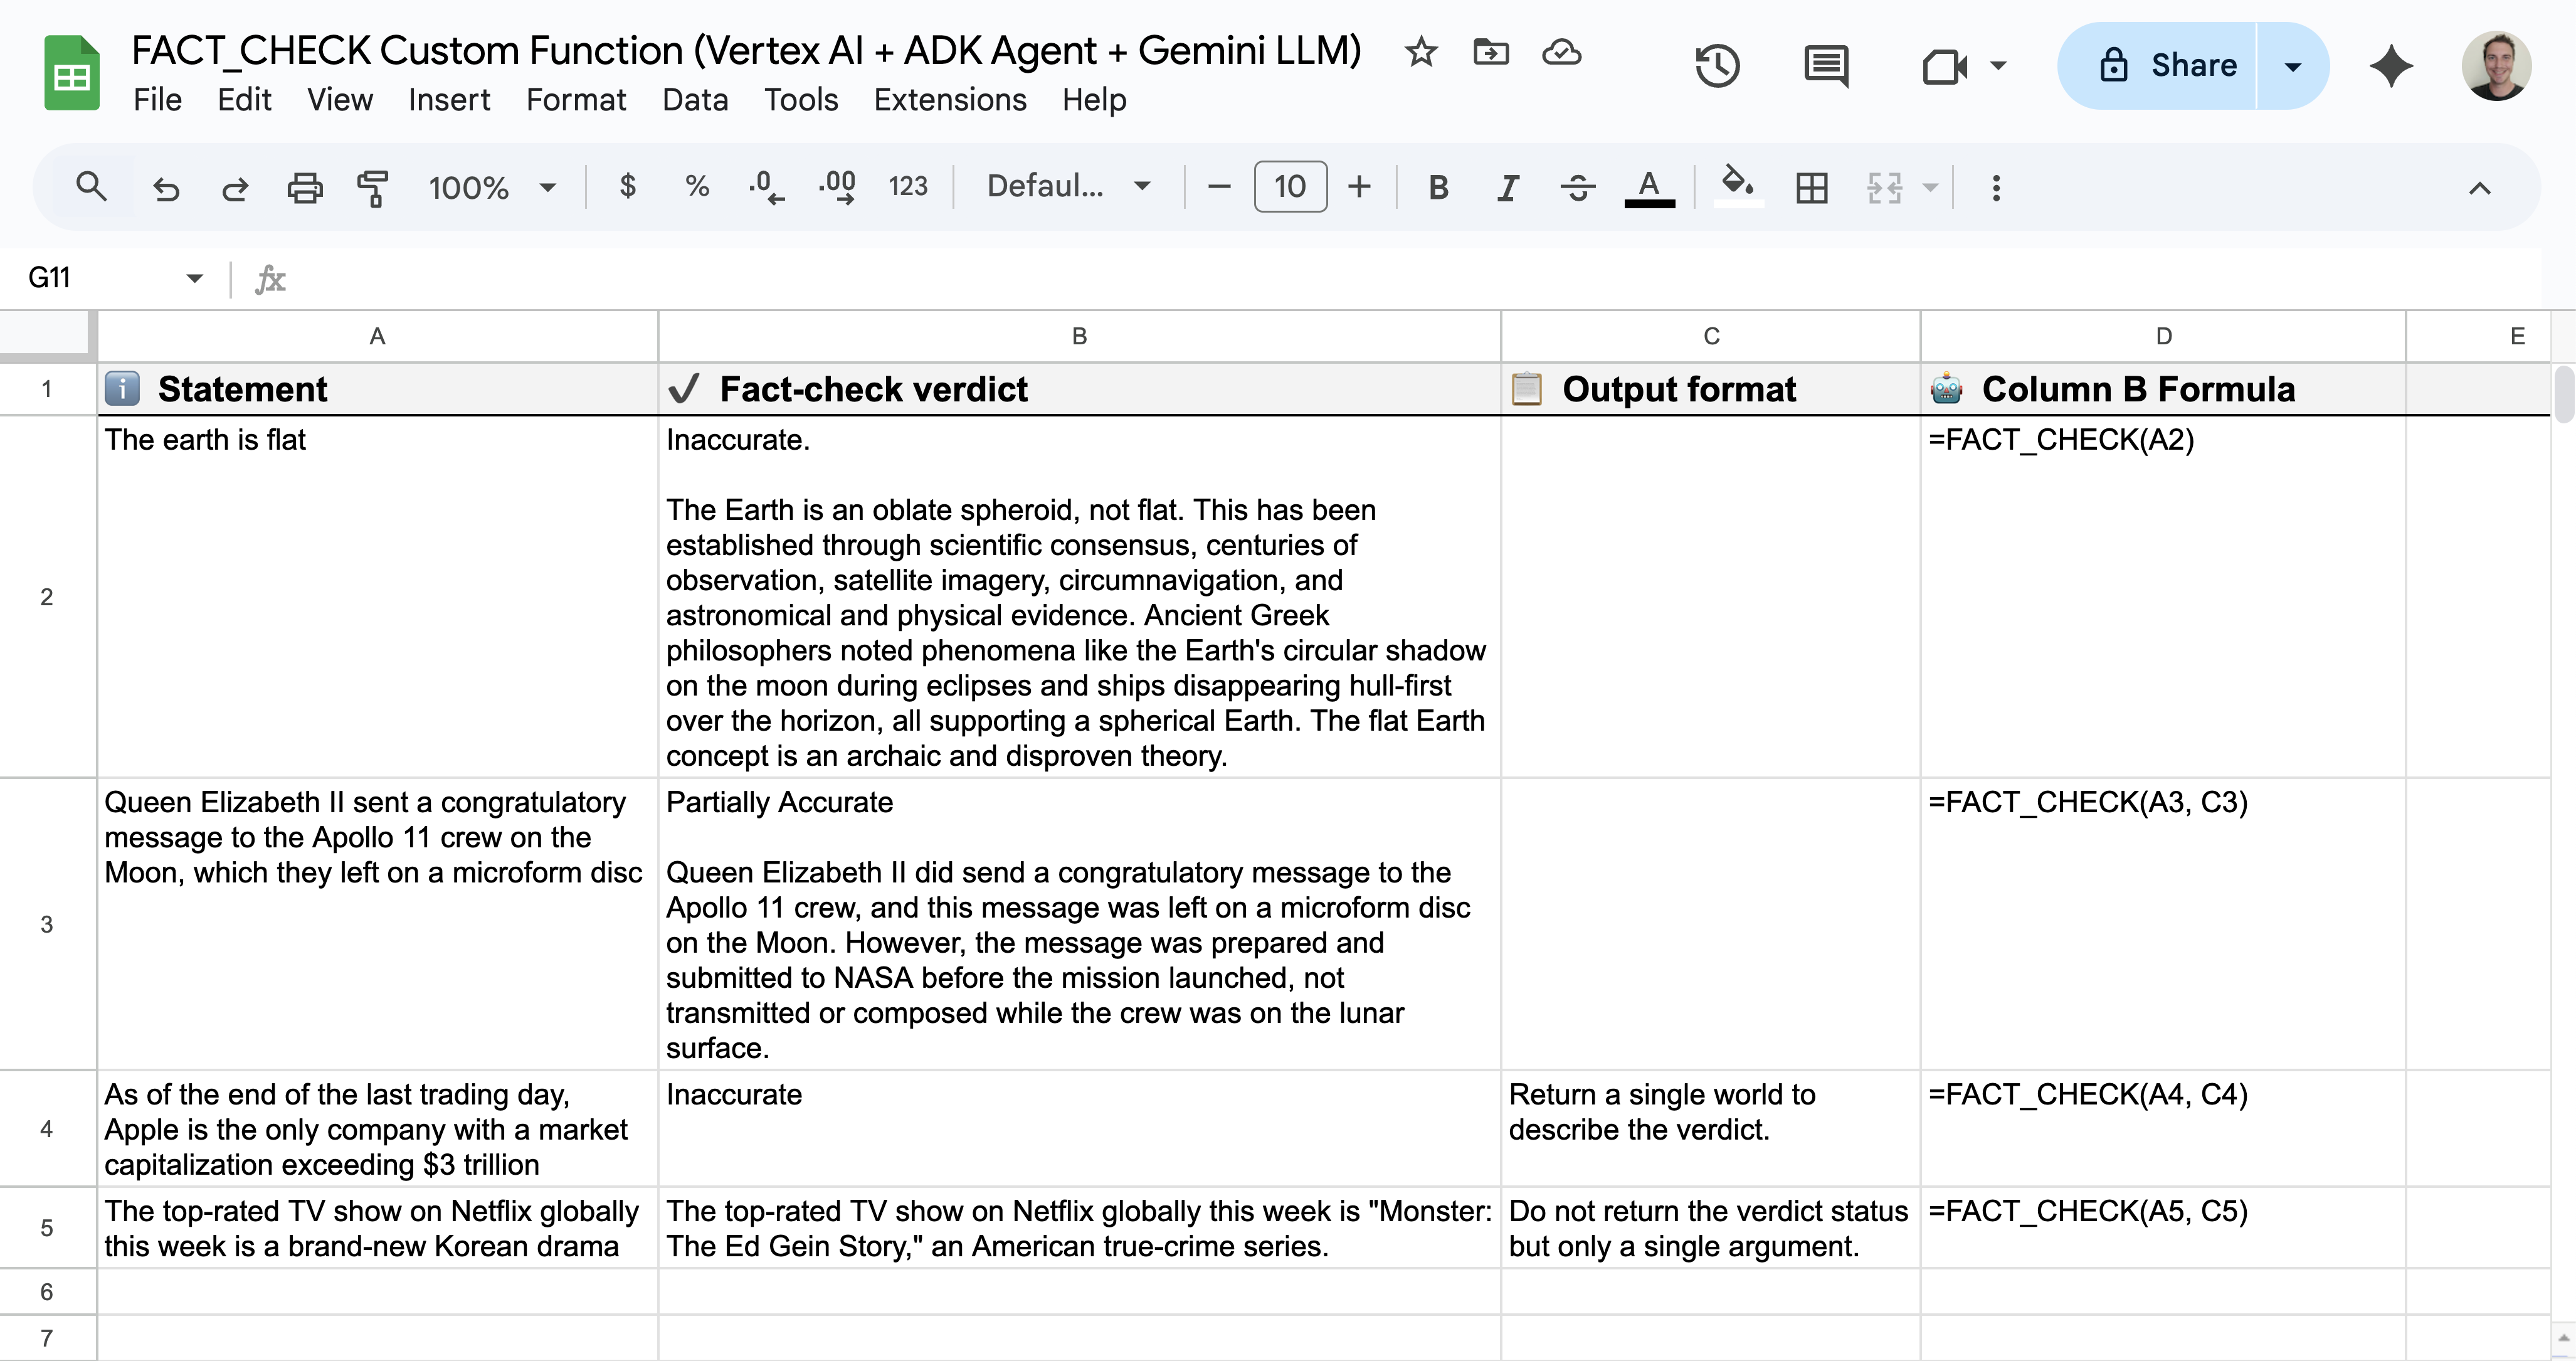 FACT_CHECK Custom Function (Vertex AI + ADK Agent + Gemini LLM)
File Edit View Insert Format Data Tools Extensions Help
Share
100% $ % .0 .00 123 Defaul... 10 B I A
G11 fx
A B C D E
1 Statement Fact-check verdict Output format Column B Formula
2
The earth is flat
Inaccurate.
The Earth is an oblate spheroid, not flat. This has been
established through scientific consensus, centuries of
observation, satellite imagery, circumnavigation, and
astronomical and physical evidence. Ancient Greek
philosophers noted phenomena like the Earth's circular shadow
on the moon during eclipses and ships disappearing hull-first
over the horizon, all supporting a spherical Earth. The flat Earth
concept is an archaic and disproven theory.
=FACT_CHECK(A2)
3
Queen Elizabeth II sent a congratulatory
message to the Apollo 11 crew on the
Moon, which they left on a microform disc
Partially Accurate
Queen Elizabeth II did send a congratulatory message to the
Apollo 11 crew, and this message was left on a microform disc
on the Moon. However, the message was prepared and
submitted to NASA before the mission launched, not
transmitted or composed while the crew was on the lunar
surface.
=FACT_CHECK(A3, C3)
4
As of the end of the last trading day,
Apple is the only company with a market
capitalization exceeding $3 trillion
Inaccurate
Return a single world to
describe the verdict.
=FACT_CHECK(A4, C4)
5
The top-rated TV show on Netflix globally
this week is a brand-new Korean drama
The top-rated TV show on Netflix globally this week is "Monster:
The Ed Gein Story," an American true-crime series.
Do not return the verdict status
but only a single argument.
=FACT_CHECK(A5, C5)
6
7